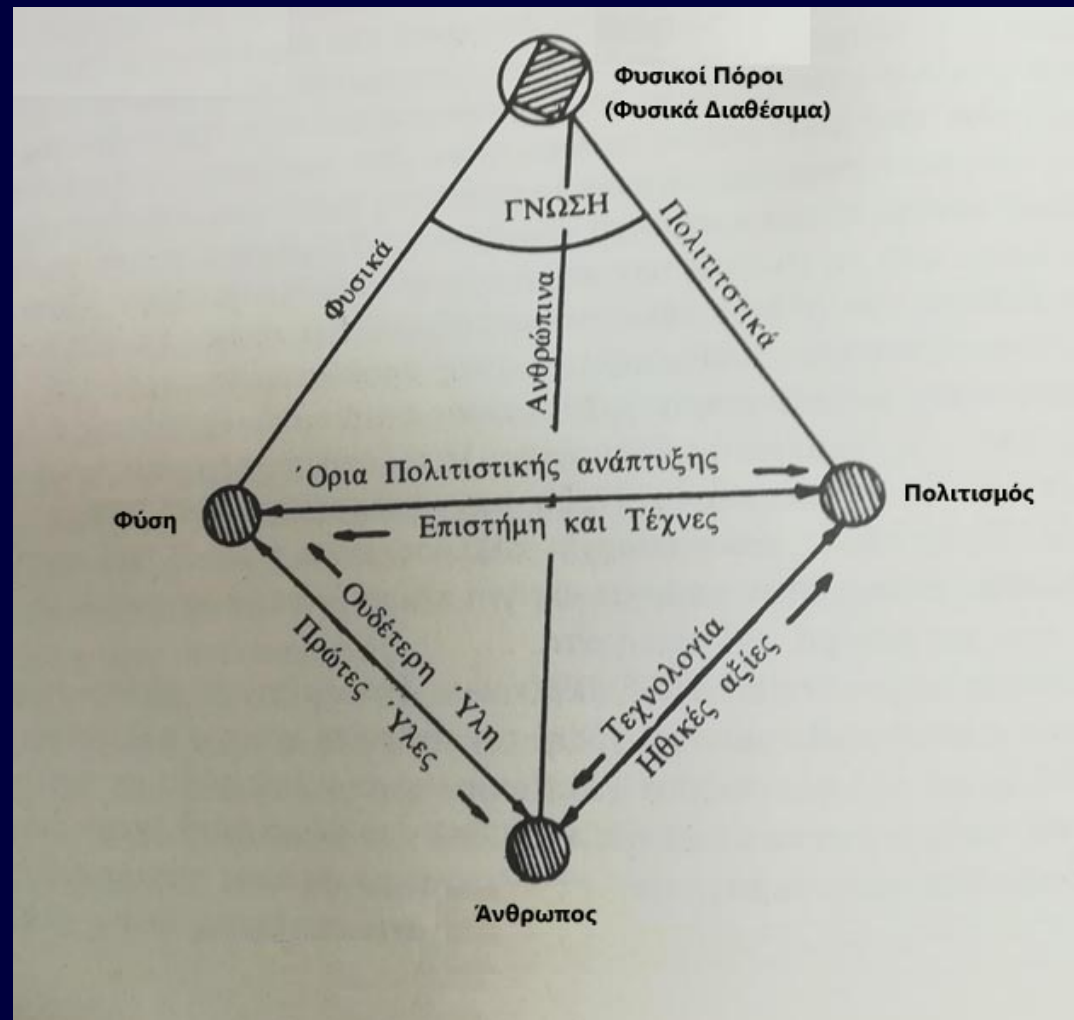 Φυσικοί Πόροι
(Φυσικά Διαθέσιμα)
ΓΝΩΣΗ
Φυσικά
Πολιτιτστικά
Ανθρώπινα
Όρια Πολιτιστικής ανάπτυξης
Φύση
Πολιτισμός
Επιστήμη και Τέχνες
Ουδέτερη Ύλη
Πρώτες Ύλες
Τεχνολογία
Ηθικές αξίες
Άνθρωπος